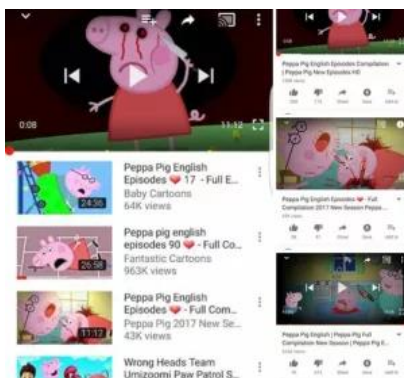 0:08
11:12
Peppa Pig English
Episodes ❤ 17 - Full E...
Baby Cartoons
64K views
24:36
Peppa pig english
episodes 90 ❤ - Full Co...
Fantastic Cartoons
963K views
26:58
Peppa Pig English
Episodes ❤ - Full Com...
Peppa Pig 2017 New Se...
43K views
11:12
Wrong Heads Team
Umizoomi Paw Patrol S...
Peppa Pig English Episodes Compilation
| Peppa Pig New Episodes HD
Peppa Pig English Episodes ❤ - Full
Compilation 2017 New Season Peppa...
Peppa Pig English | Peppa Pig Full
Compilation New Season | Peppa Pig E...